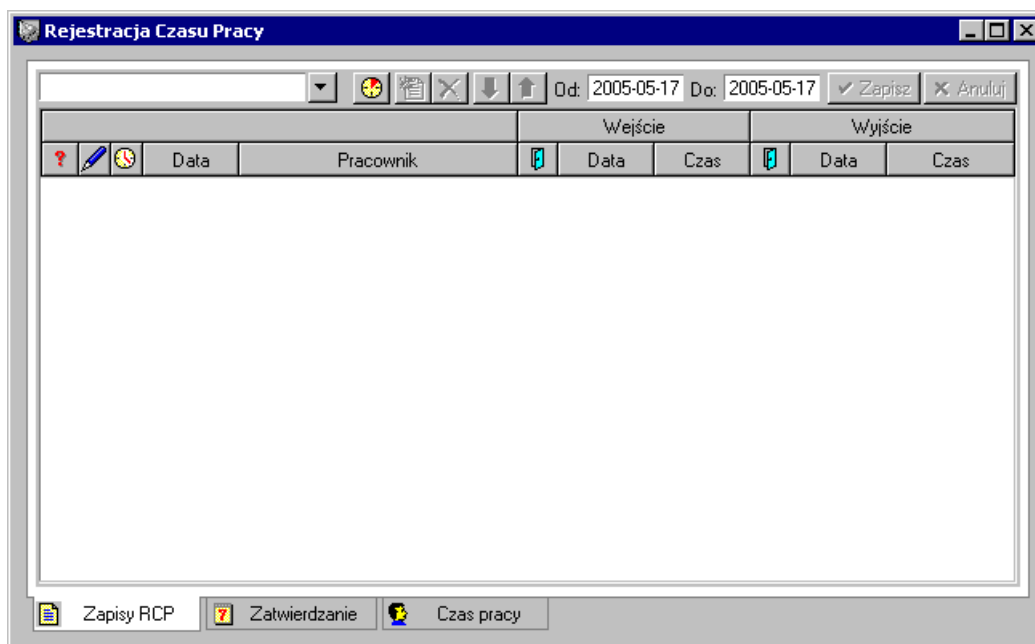 Rejestracja Czasu Pracy
Od: 2005-05-17 Do: 2005-05-17 Zapisz Anuluj
Wejście Wyjście
? Data Pracownik Data Czas Data Czas
Zapisy RCP ? Zatwierdzanie Czas pracy